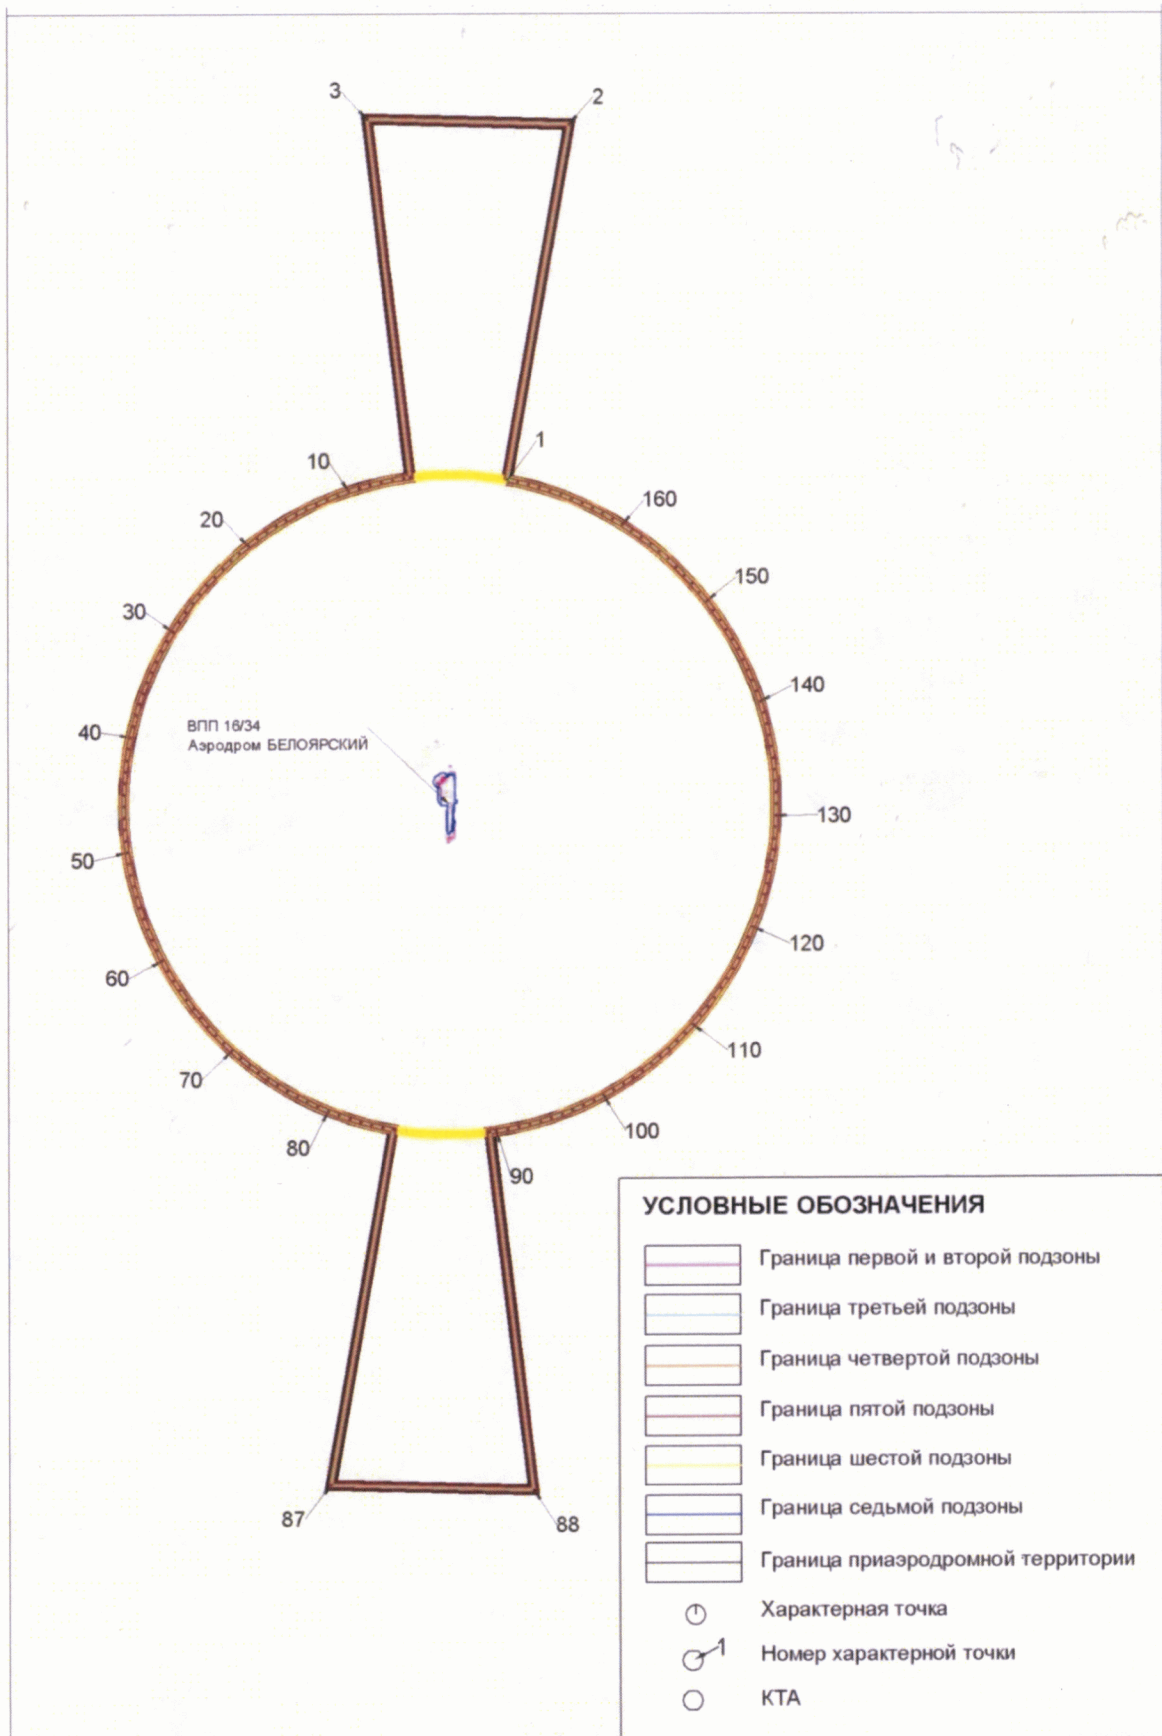 3
2
1
10
160
20
150
30
140
40
ВПП 16/34
Аэродром БЕЛОЯРСКИЙ
130
50
120
60
110
70
100
80
90
87
88
УСЛОВНЫЕ ОБОЗНАЧЕНИЯ
Граница первой и второй подзоны
Граница третьей подзоны
Граница четвертой подзоны
Граница пятой подзоны
Граница шестой подзоны
Граница седьмой подзоны
Граница приаэродромной территории
Характерная точка
1 Номер характерной точки
КТА